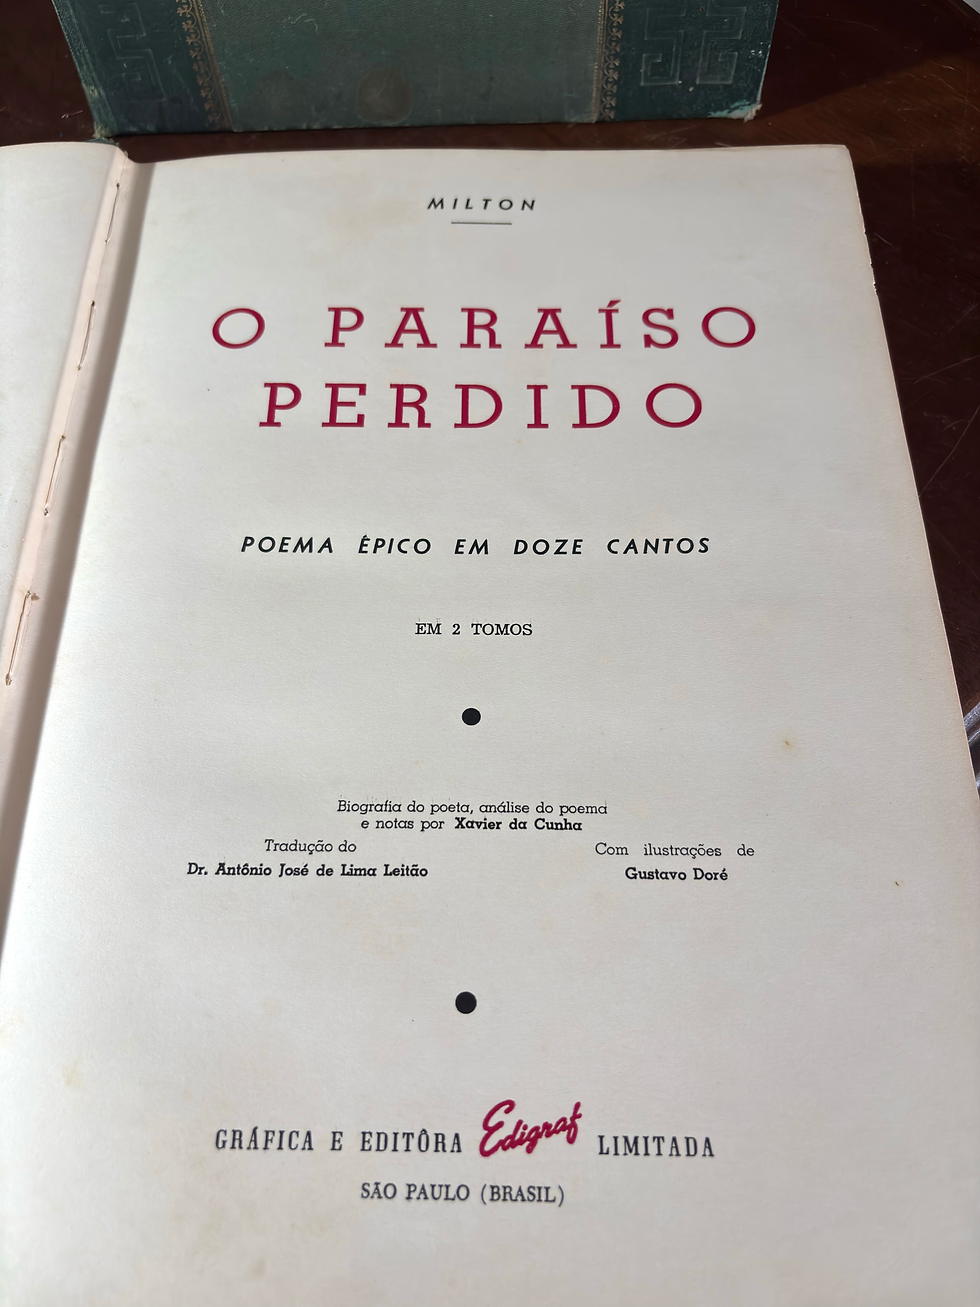 MILTON
O PARAÍSO
PERDIDO
POEMA ÉPICO EM DOZE CANTOS
EM 2 TOMOS
Biografia do poeta, análise do poema
e notas por Xavier da Cunha
Tradução do
Dr. Antônio José de Lima Leitão
Com ilustrações de
Gustavo Doré
GRÁFICA E EDITÔRA Edigraf LIMITADA
SÃO PAULO (BRASIL)